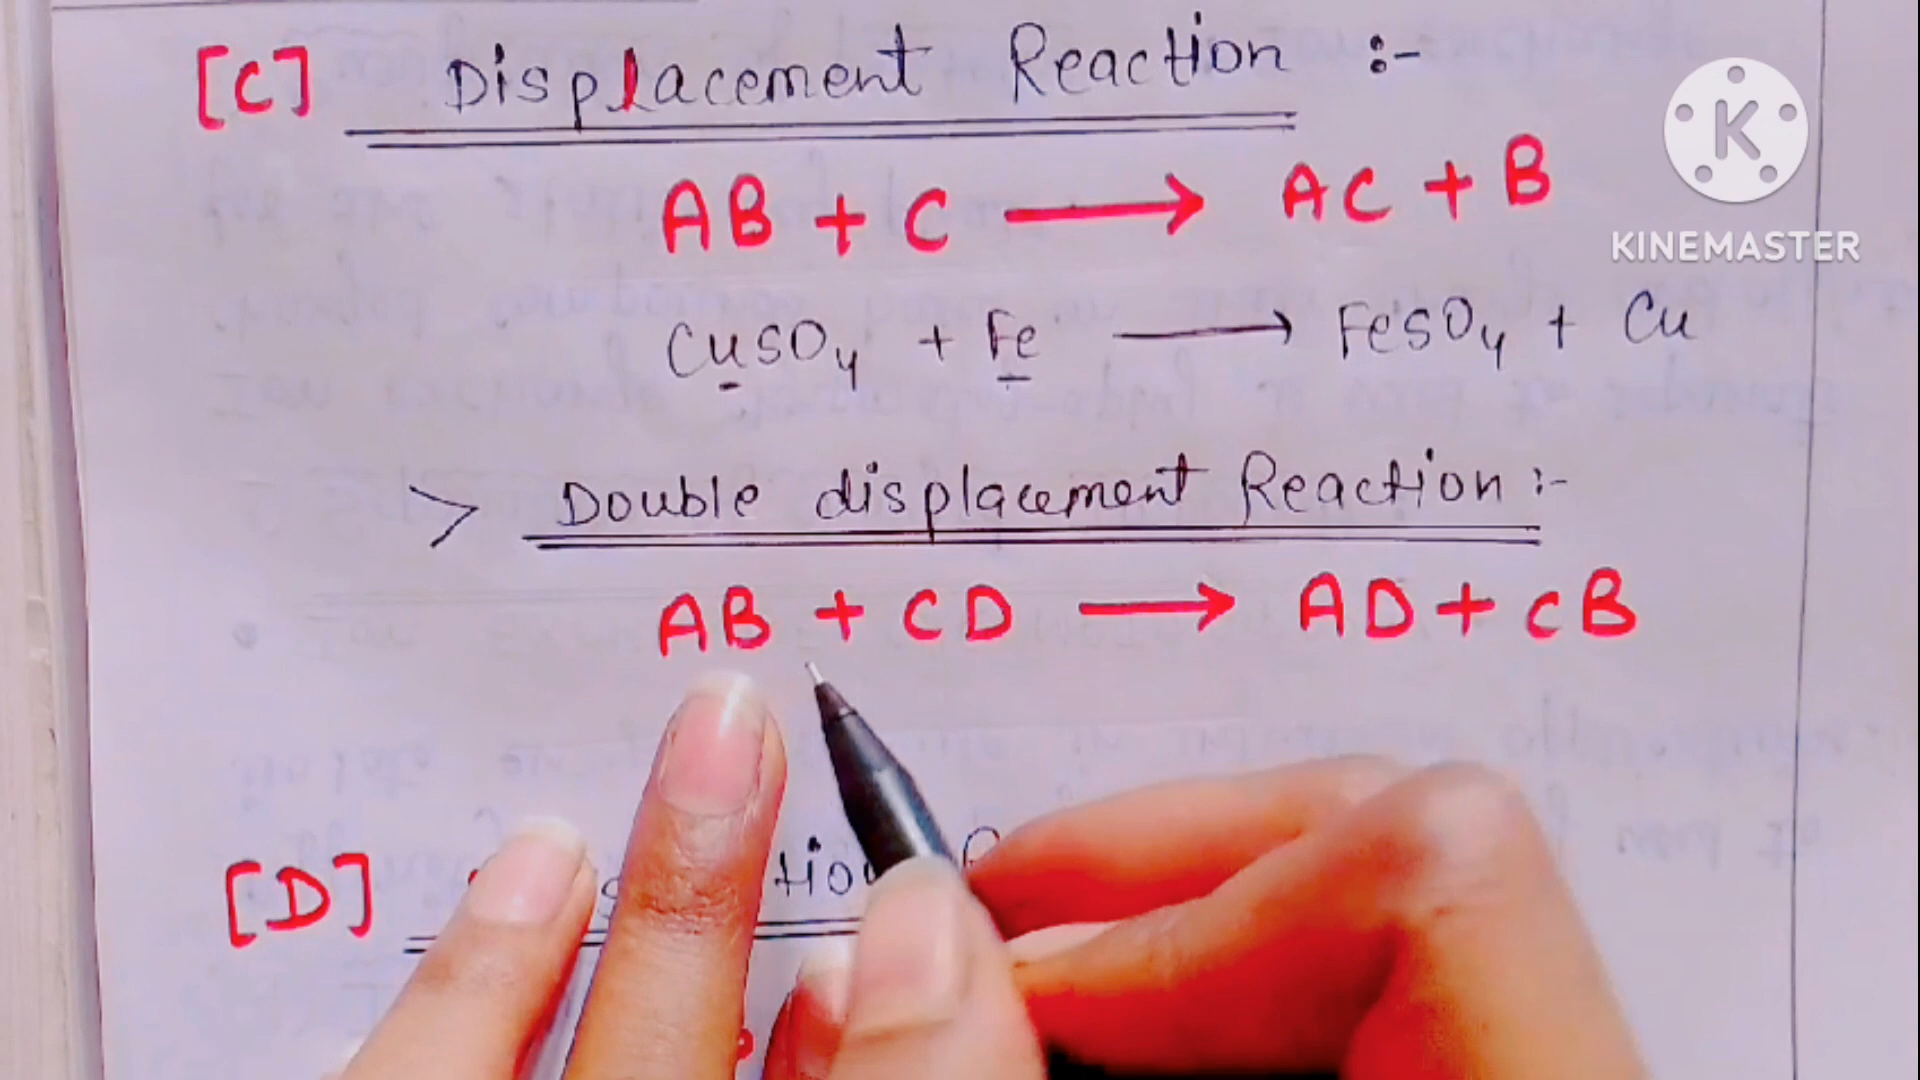 [C] Displacement Reaction :-
AB + C ⟶ AC + B
K
KINEMASTER
CuSO₄ + Fe ⟶ FeSO₄ + Cu
> Double displacement Reaction :-
AB + CD ⟶ AD + CB
[D]